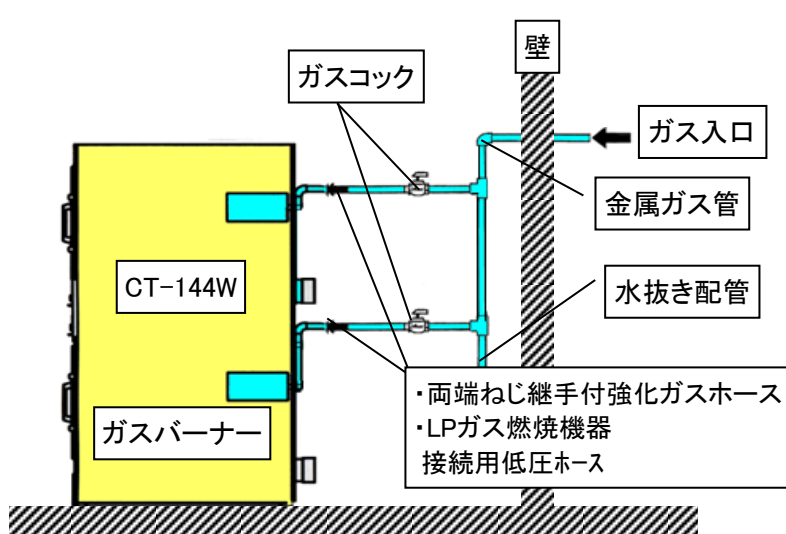 壁
ガスコック
ガス入口
金属ガス管
CT-144W
水抜き配管
ガスバーナー
・両端ねじ継手付強化ガスホース
・LPガス燃焼機器
接続用低圧ホース